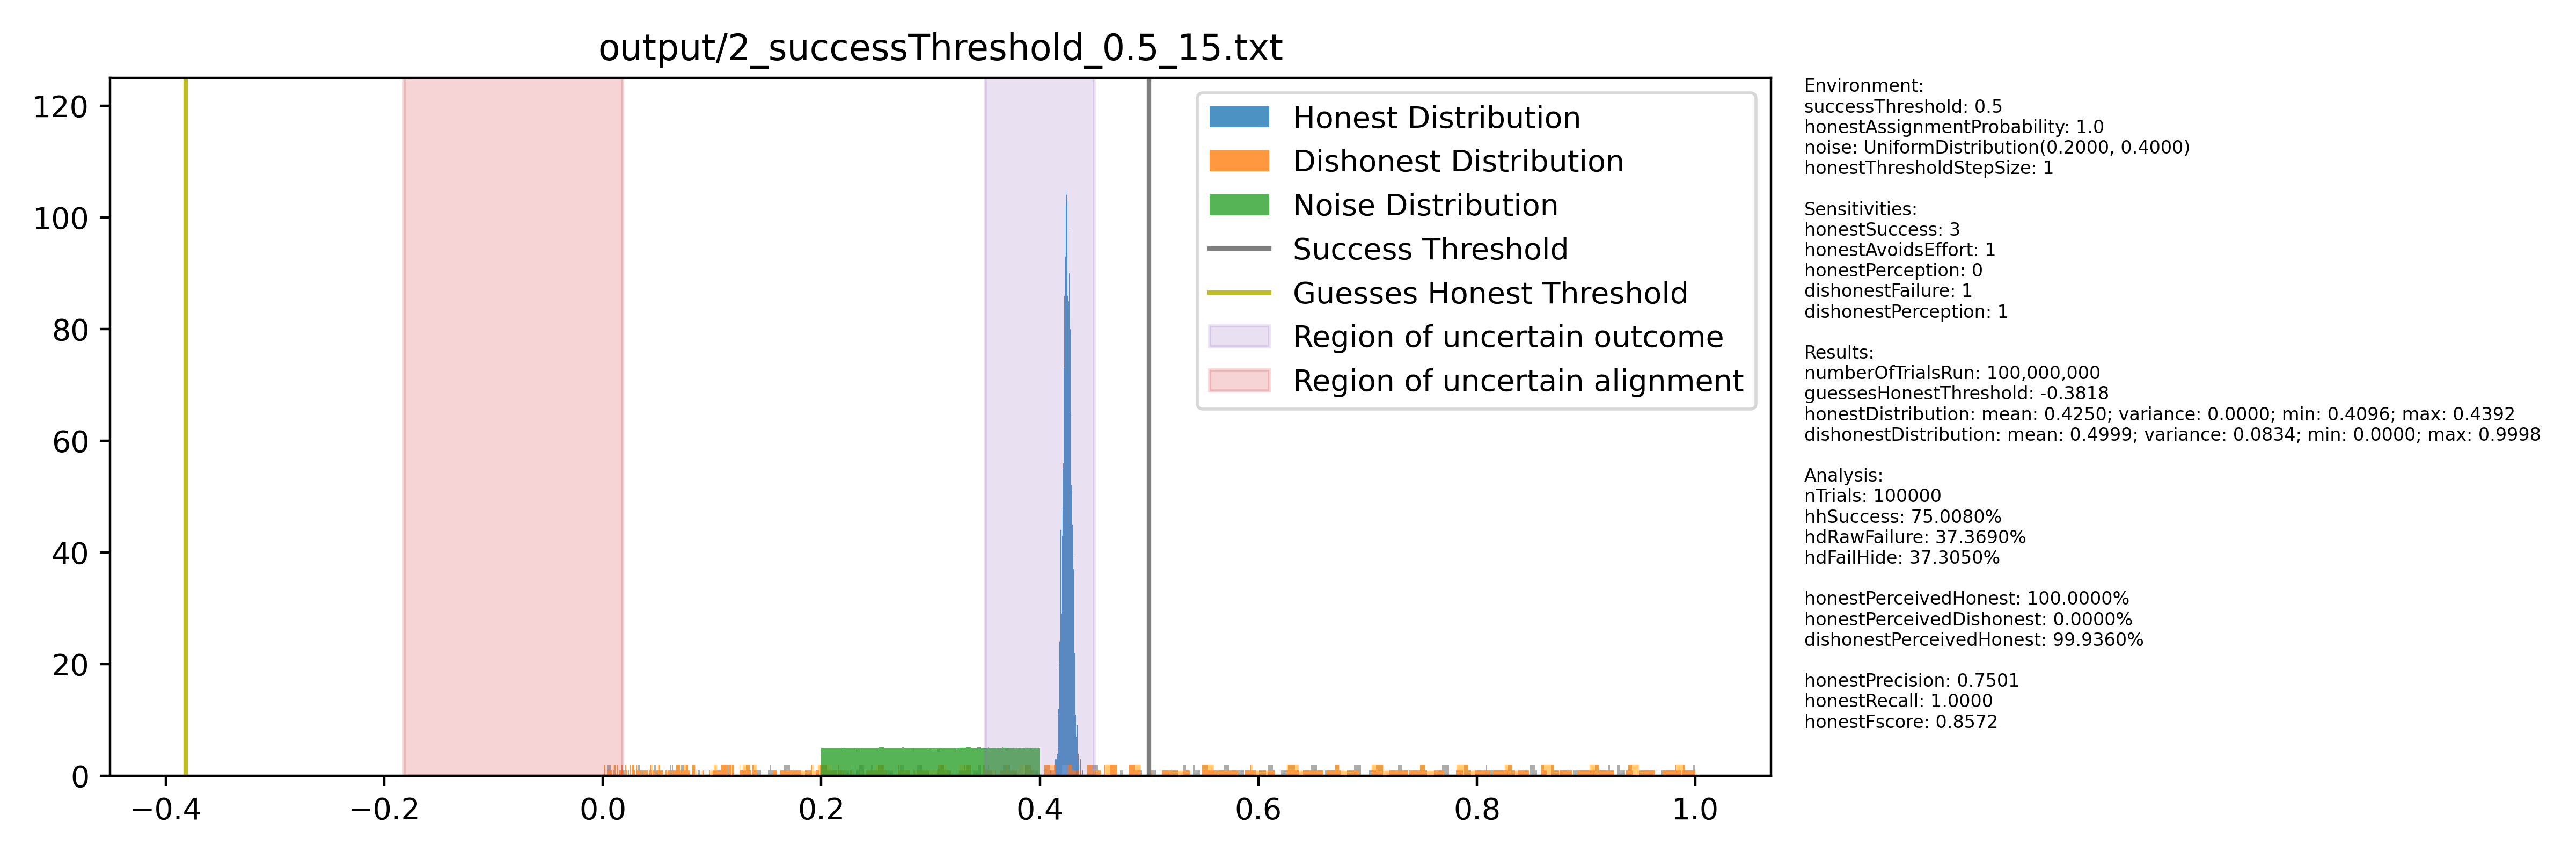 output/2_successThreshold_0.5_15.txt
120
100
80
60
40
20
0
−0.4
−0.2
0.0
0.2
0.4
0.6
0.8
1.0
Honest Distribution
Dishonest Distribution
Noise Distribution
Success Threshold
Guesses Honest Threshold
Region of uncertain outcome
Region of uncertain alignment
Environment:
successThreshold: 0.5
honestAssignmentProbability: 1.0
noise: UniformDistribution(0.2000, 0.4000)
honestThresholdStepSize: 1
Sensitivities:
honestSuccess: 3
honestAvoidsEffort: 1
honestPerception: 0
dishonestFailure: 1
dishonestPerception: 1
Results:
numberOfTrialsRun: 100,000,000
guessesHonestThreshold: -0.3818
honestDistribution: mean: 0.4250; variance: 0.0000; min: 0.4096; max: 0.4392
dishonestDistribution: mean: 0.4999; variance: 0.0834; min: 0.0000; max: 0.9998
Analysis:
nTrials: 100000
hhSuccess: 75.0080%
hdRawFailure: 37.3690%
hdFailHide: 37.3050%
honestPerceivedHonest: 100.0000%
honestPerceivedDishonest: 0.0000%
dishonestPerceivedHonest: 99.9360%
honestPrecision: 0.7501
honestRecall: 1.0000
honestFscore: 0.8572